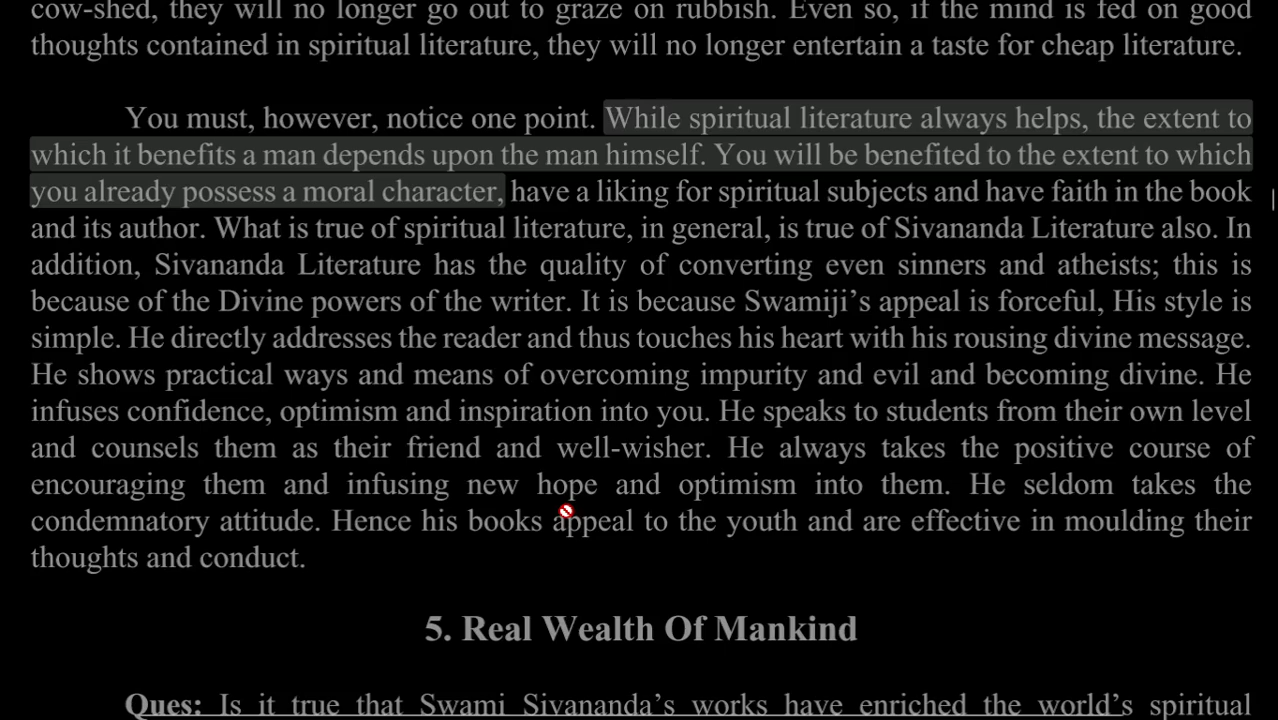 cow-shed, they will no longer go out to graze on rubbish. Even so, if the mind is fed on good
thoughts contained in spiritual literature, they will no longer entertain a taste for cheap literature.
You must, however, notice one point. While spiritual literature always helps, the extent to
which it benefits a man depends upon the man himself. You will be benefited to the extent to which
you already possess a moral character, have a liking for spiritual subjects and have faith in the book
and its author. What is true of spiritual literature, in general, is true of Sivananda Literature also. In
addition, Sivananda Literature has the quality of converting even sinners and atheists; this is
because of the Divine powers of the writer. It is because Swamiji’s appeal is forceful, His style is
simple. He directly addresses the reader and thus touches his heart with his rousing divine message.
He shows practical ways and means of overcoming impurity and evil and becoming divine. He
infuses confidence, optimism and inspiration into you. He speaks to students from their own level
and counsels them as their friend and well-wisher. He always takes the positive course of
encouraging them and infusing new hope and optimism into them. He seldom takes the
condemnatory attitude. Hence his books appeal to the youth and are effective in moulding their
thoughts and conduct.
5. Real Wealth Of Mankind
Ques: Is it true that Swami Sivananda’s works have enriched the world’s spiritual